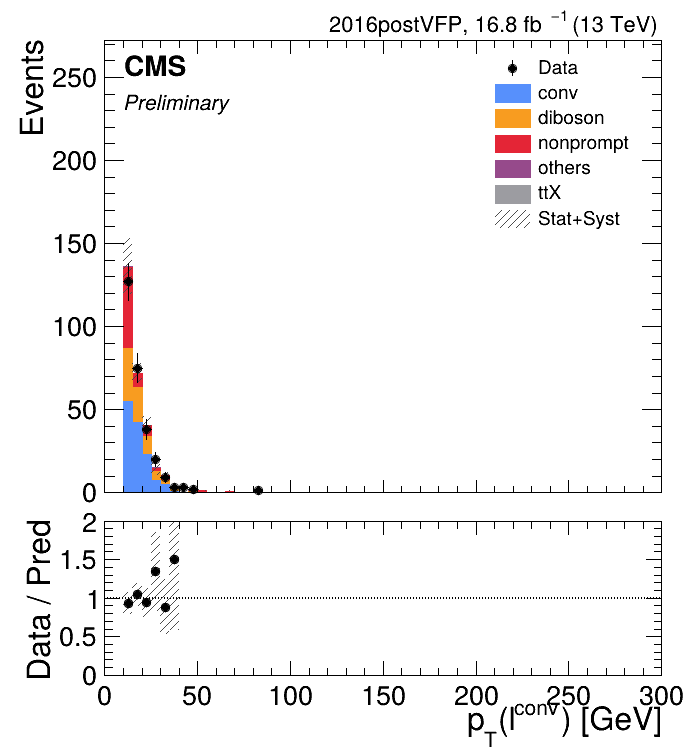 2016postVFP, 16.8 fb⁻¹ (13 TeV)
Events
CMS
Preliminary
Data
conv
diboson
nonprompt
others
ttX
Stat+Syst
250
200
150
100
50
0
Data / Pred
2
1.5
1
0.5
0
0 50 100 150 200 250 300
p_T(l^conv) [GeV]